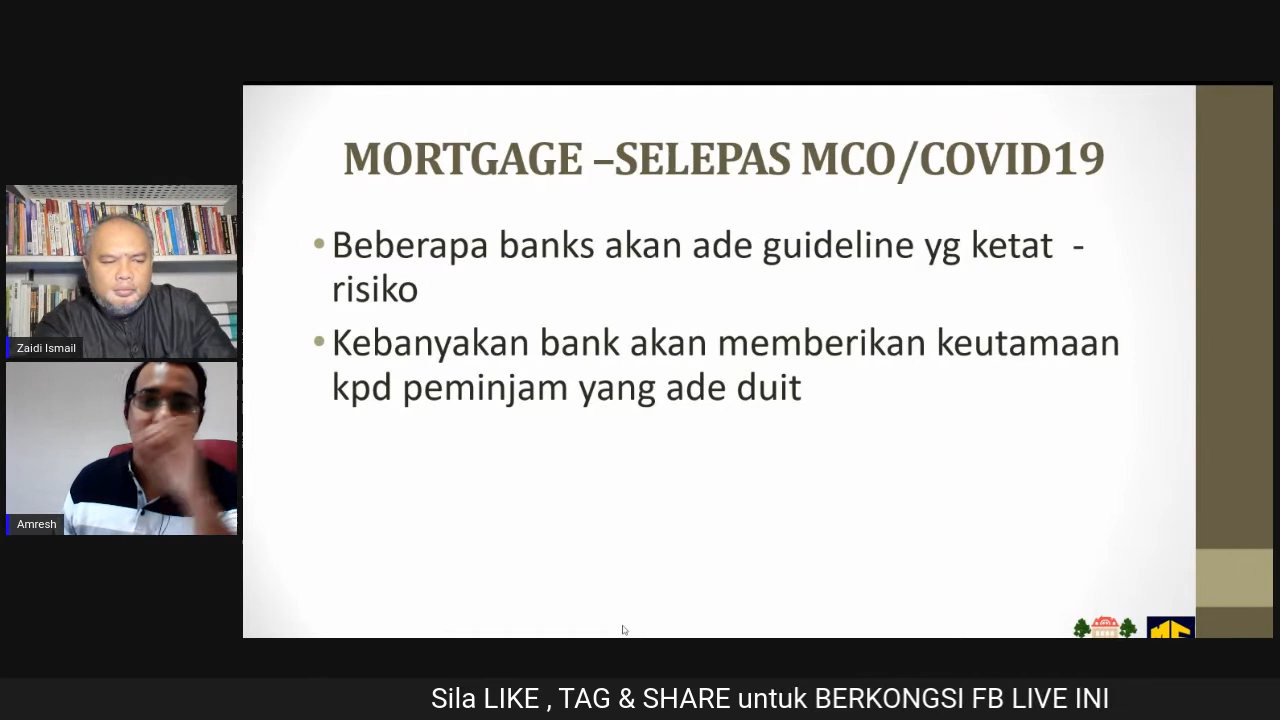 MORTGAGE –SELEPAS MCO/COVID19
• Beberapa banks akan ade guideline yg ketat -
risiko
• Kebanyakan bank akan memberikan keutamaan
kpd peminjam yang ade duit
Zaidi Ismail
Amresh
Sila LIKE , TAG & SHARE untuk BERKONGSI FB LIVE INI